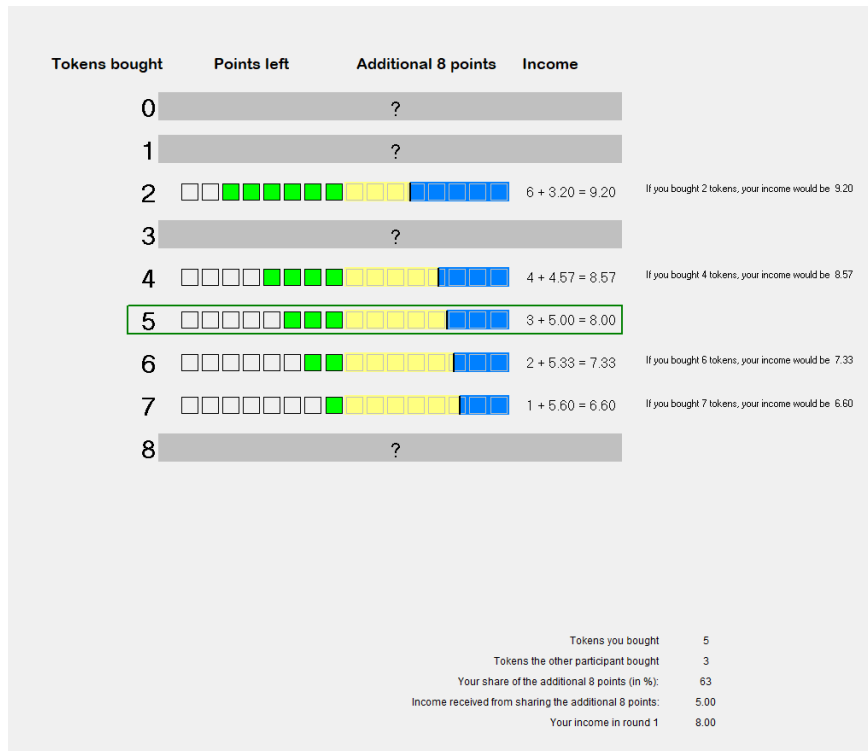 Tokens bought Points left Additional 8 points Income
0 ?
1 ?
2 6 + 3.20 = 9.20 If you bought 2 tokens, your income would be 9.20
3 ?
4 4 + 4.57 = 8.57 If you bought 4 tokens, your income would be 8.57
5 3 + 5.00 = 8.00
6 2 + 5.33 = 7.33 If you bought 6 tokens, your income would be 7.33
7 1 + 5.60 = 6.60 If you bought 7 tokens, your income would be 6.60
8 ?
Tokens you bought 5
Tokens the other participant bought 3
Your share of the additional 8 points (in %): 63
Income received from sharing the additional 8 points: 5.00
Your income in round 1 8.00